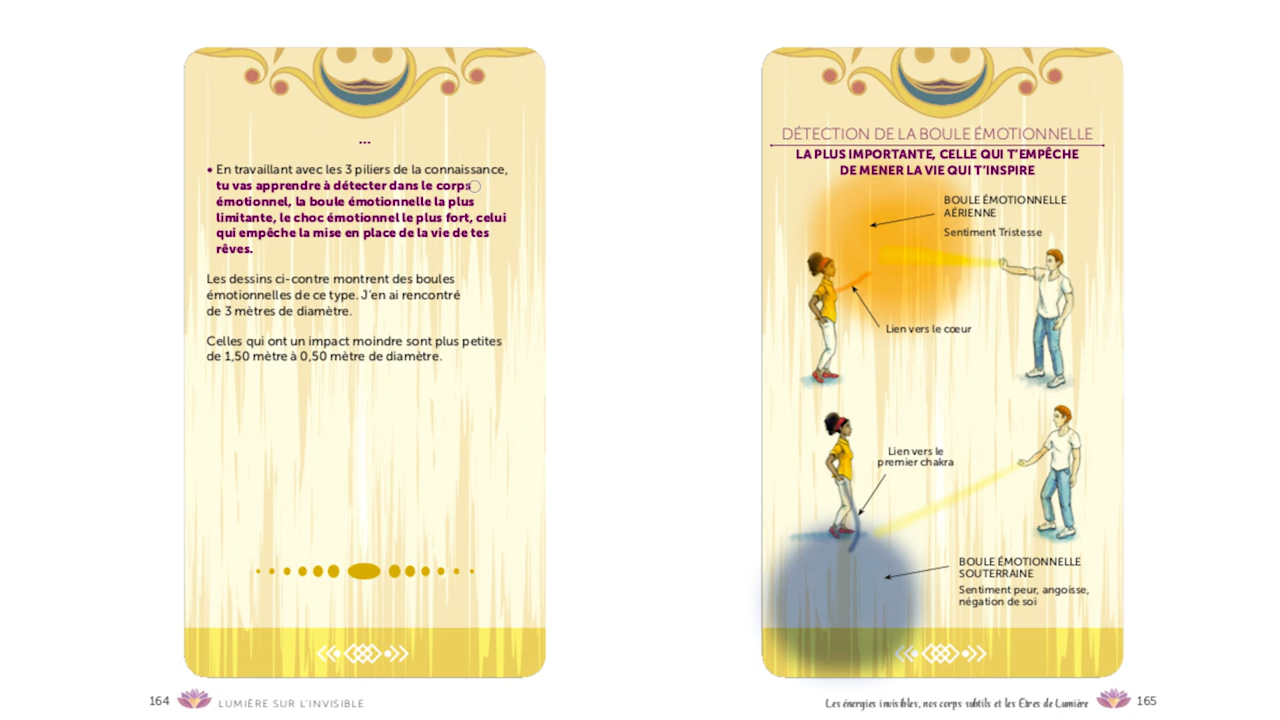 ...
• En travaillant avec les 3 piliers de la connaissance,
tu vas apprendre à détecter dans le corps
émotionnel, la boule émotionnelle la plus
limitante, le choc émotionnel le plus fort, celui
qui empêche la mise en place de la vie de tes
rêves.
Les dessins ci-contre montrent des boules
émotionnelles de ce type. J'en ai rencontré
de 3 mètres de diamètre.
Celles qui ont un impact moindre sont plus petites
de 1,50 mètre à 0,50 mètre de diamètre.
164 LUMIÈRE SUR L'INVISIBLE
DÉTECTION DE LA BOULE ÉMOTIONNELLE
LA PLUS IMPORTANTE, CELLE QUI T'EMPÊCHE
DE MENER LA VIE QUI T'INSPIRE
BOULE ÉMOTIONNELLE
AÉRIENNE
Sentiment Tristesse
Lien vers le cœur
Lien vers le
premier chakra
BOULE ÉMOTIONNELLE
SOUTERRAINE
Sentiment peur, angoisse,
négation de soi
Les énergies invisibles, nos corps subtils et les Etres de Lumière 165